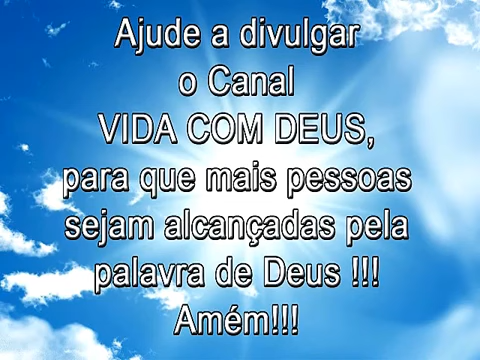 Ajude a divulgar
o Canal
VIDA COM DEUS,
para que mais pessoas
sejam alcançadas pela
palavra de Deus !!!
Amém!!!